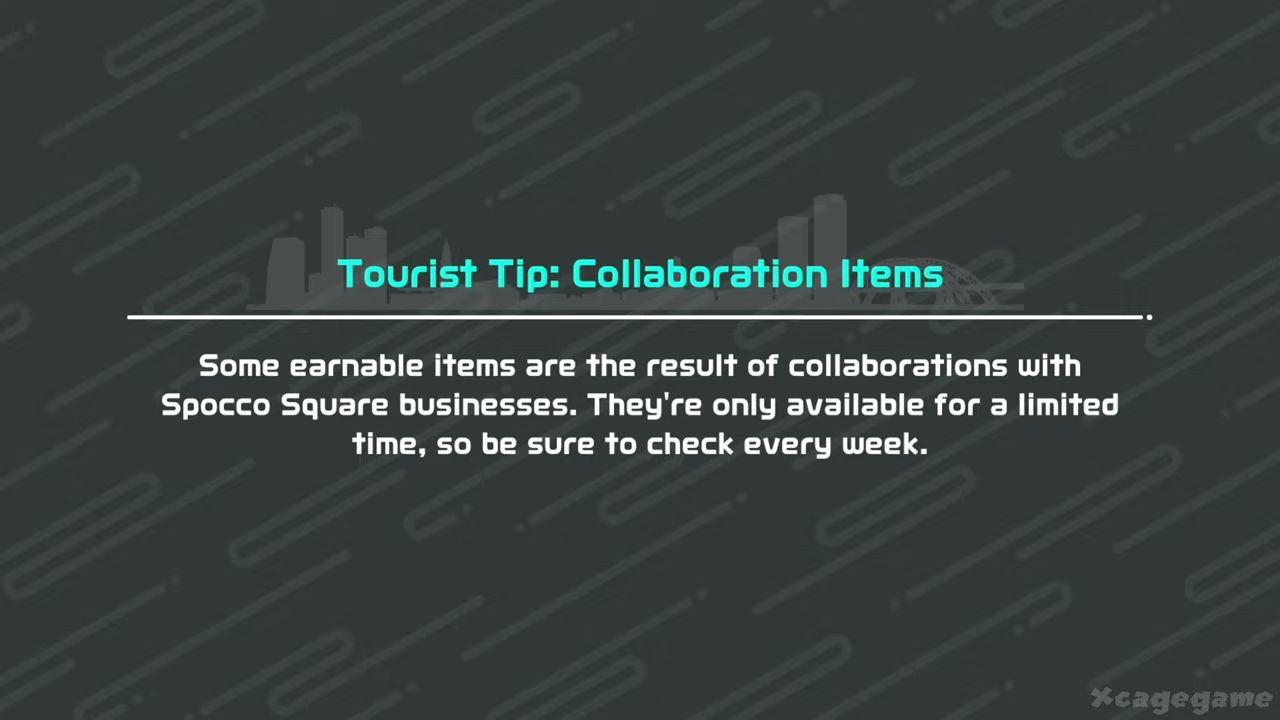 Tourist Tip: Collaboration Items
Some earnable items are the result of collaborations with
Spocco Square businesses. They're only available for a limited
time, so be sure to check every week.
Xcagegame